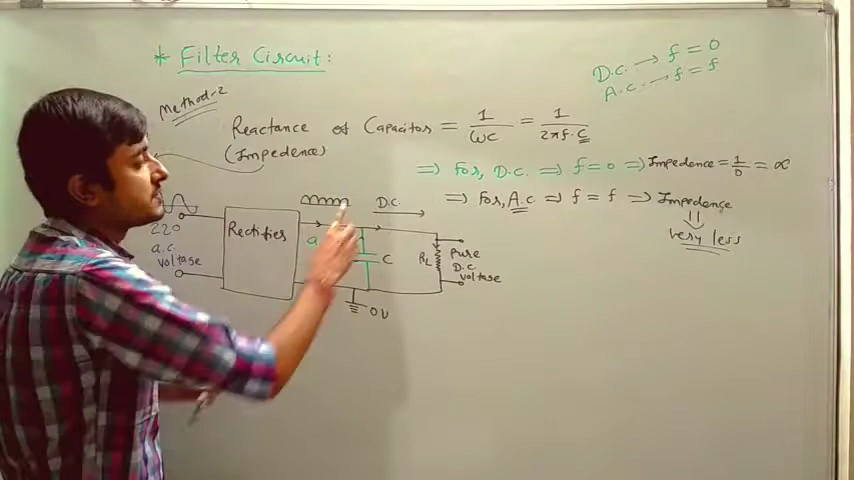 * Filter Circuit:
D.C. → f = 0
A.C. → f = f
Method-2
Reactance of Capacitor = 1/ωc = 1/2πf.C
(Impedence)
⇒ For, D.C. ⇒ f=0 ⇒ Impedence = 1/0 = ∞
⇒ For, A.C ⇒ f = f ⇒ Impedence
very less
220
a.c.
voltage
Rectifier
D.C.
C
RL
Pure
D.C
voltage
0V